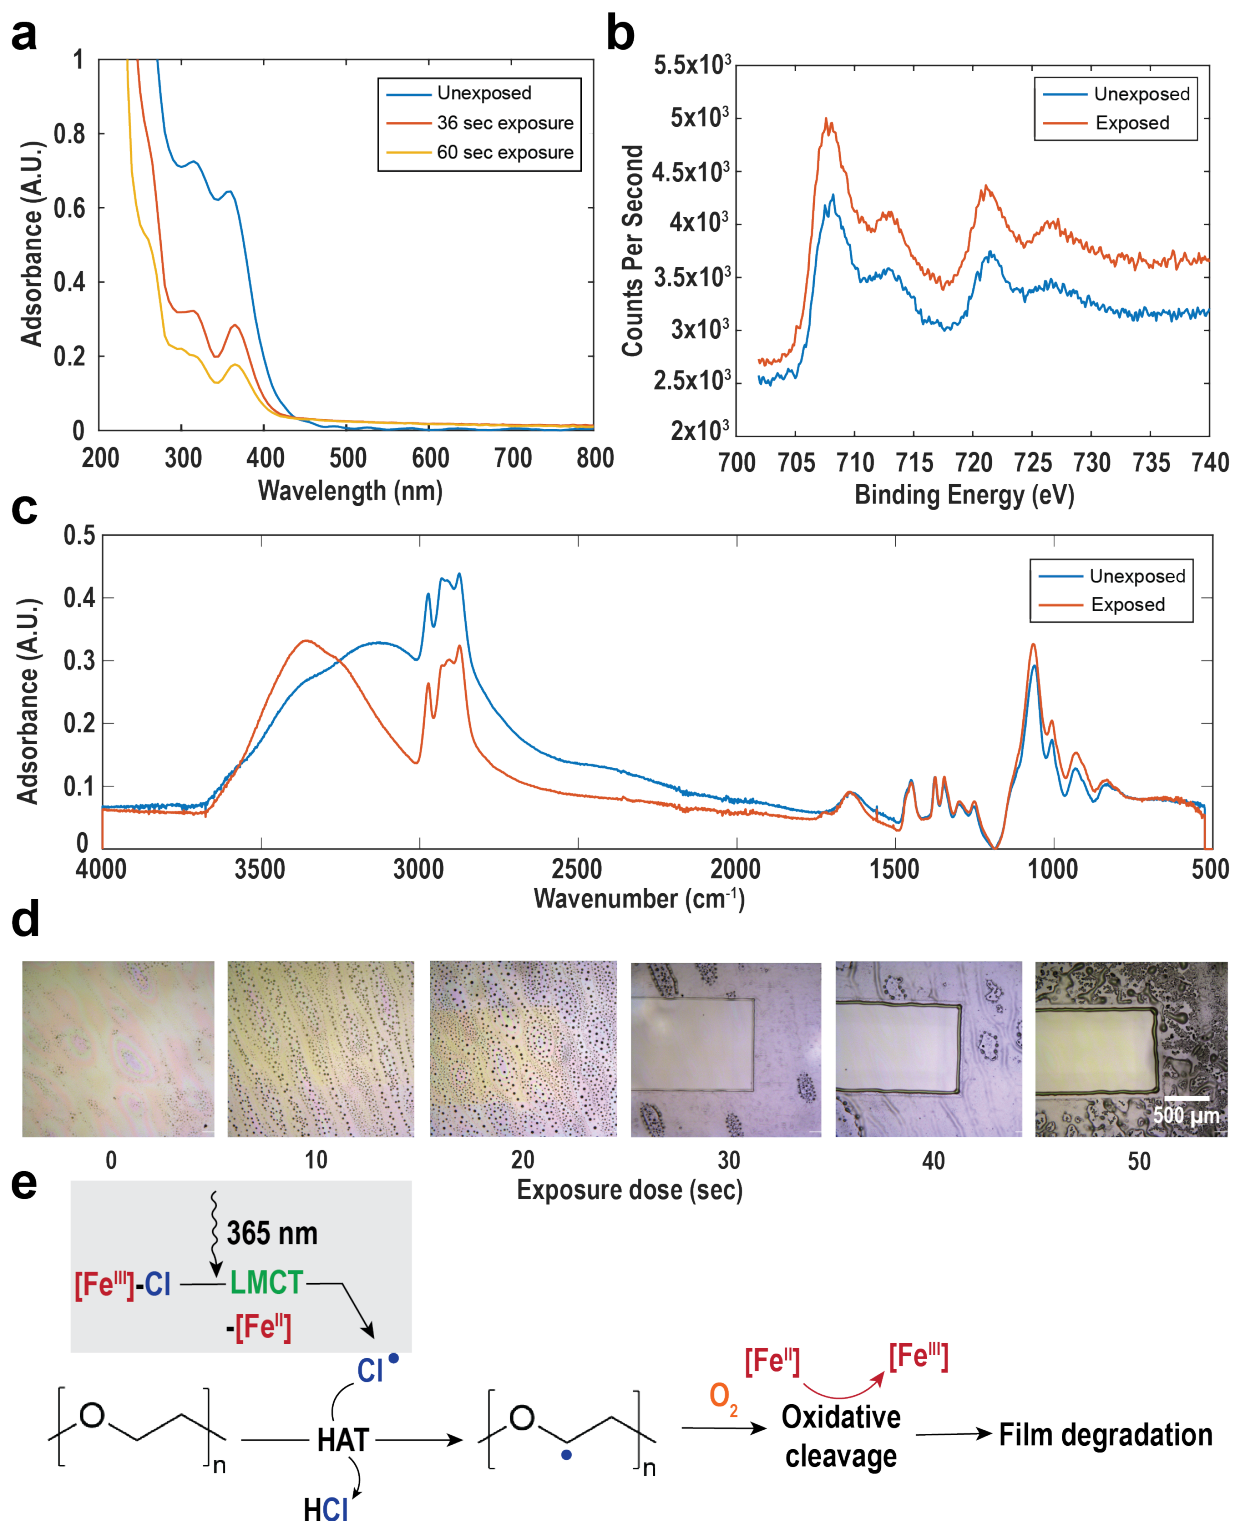 a
1
0.8
0.6
0.4
0.2
0
200 300 400 500 600 700 800
Adsorbance (A.U.)
Wavelength (nm)
Unexposed
36 sec exposure
60 sec exposure
b
5.5x10³
5x10³
4.5x10³
4x10³
3.5x10³
3x10³
2.5x10³
2x10³
700 705 710 715 720 725 730 735 740
Counts Per Second
Binding Energy (eV)
Unexposed
Exposed
c
0.5
0.4
0.3
0.2
0.1
0
4000 3500 3000 2500 2000 1500 1000 500
Adsorbance (A.U.)
Wavenumber (cm⁻¹)
Unexposed
Exposed
d
500 µm
0 10 20 30 40 50
Exposure dose (sec)
e
365 nm
[Feᴵᴵᴵ]-Cl
LMCT
-[Feᴵᴵ]
Cl•
O
n
HAT
HCl
O
n
O₂
[Feᴵᴵ]
[Feᴵᴵᴵ]
Oxidative
cleavage
Film degradation